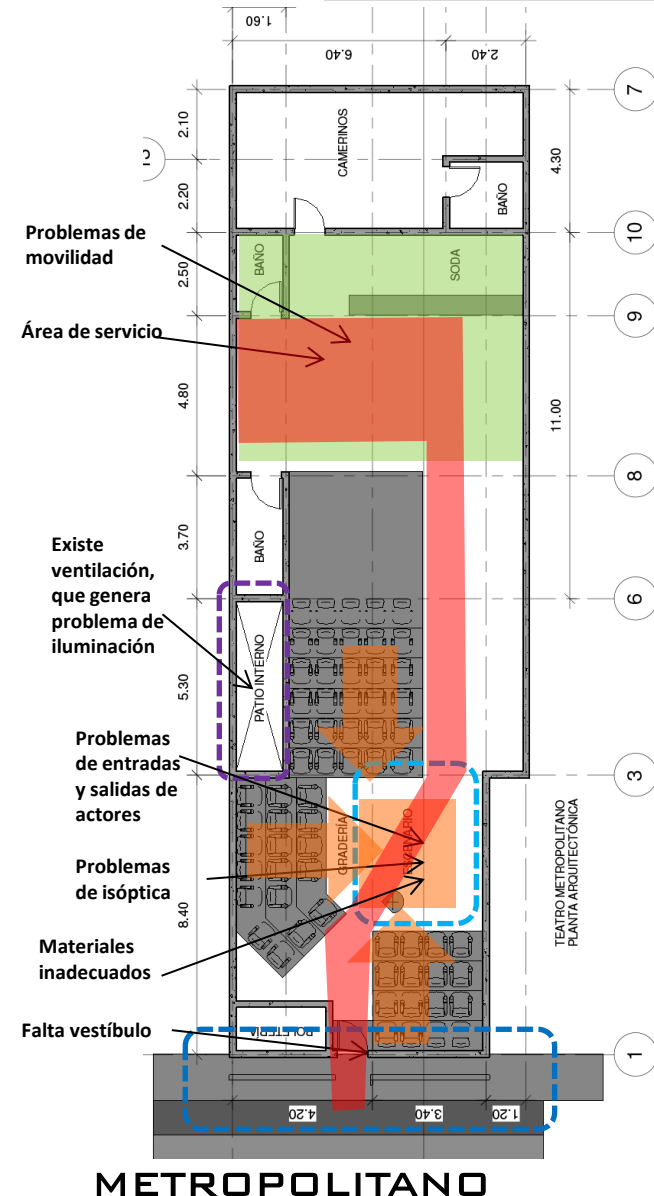 1.60
6.40
2.40
7
2.10
CAMERINOS
4.30
2.20
BAÑO
10
Problemas de
movilidad
2.50
BAÑO
SODA
9
Área de servicio
4.80
11.00
8
3.70
BAÑO
Existe
ventilación,
que genera
problema de
iluminación
6
5.30
PATIO INTERNO
Problemas
de entradas
y salidas de
actores
3
GRADERÍA
ESCENARIO
Problemas
de isóptica
8.40
TEATRO METROPOLITANO
PLANTA ARQUITECTÓNICA
Materiales
inadecuados
BOLETERÍA
Falta vestíbulo
1
4.20
3.40
1.20
METROPOLITANO